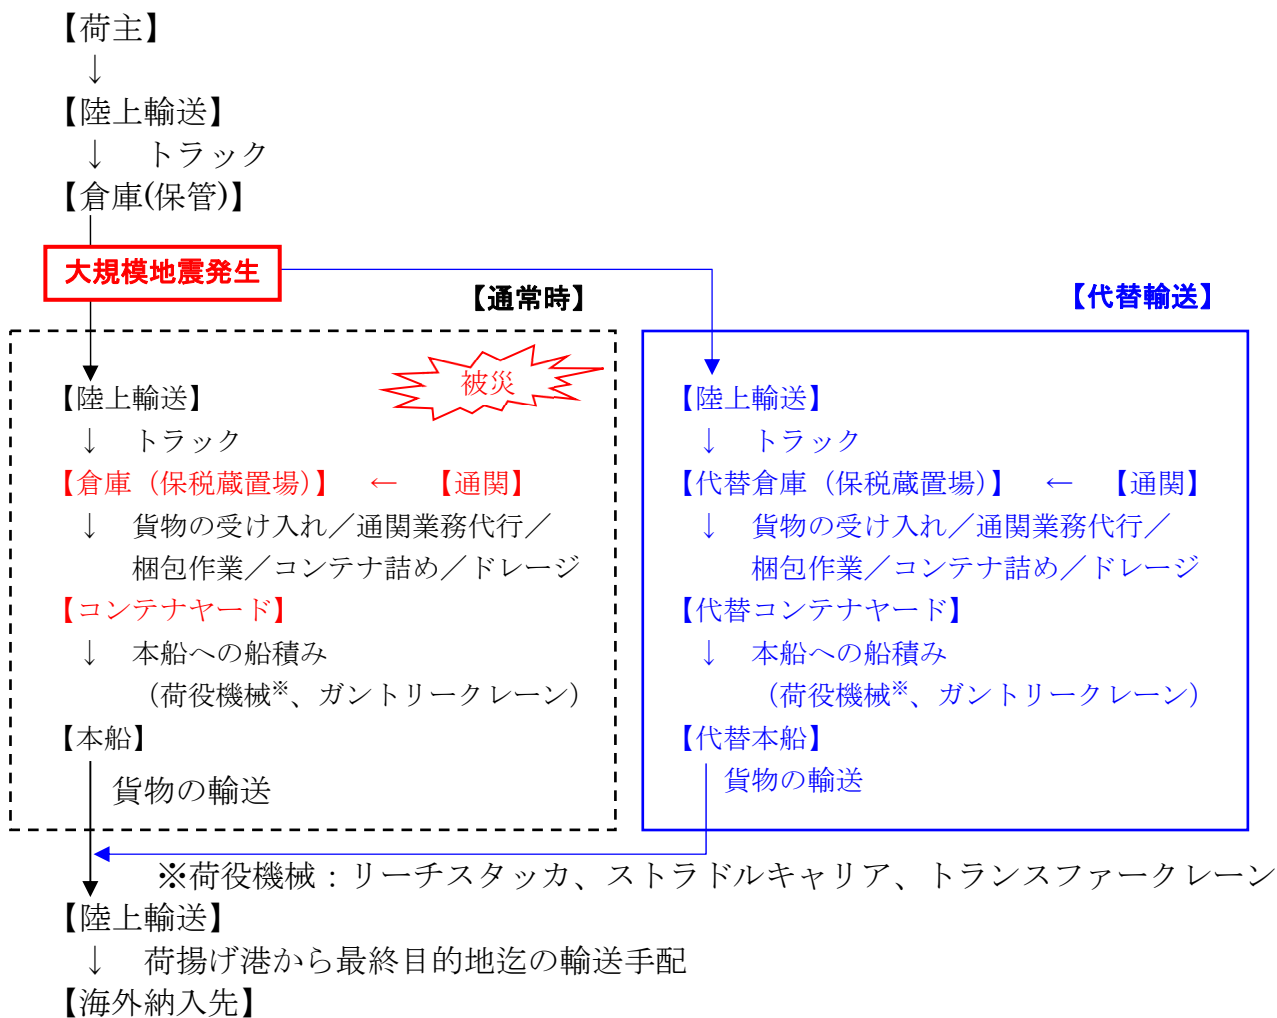 【荷主】
↓
【陸上輸送】
↓ トラック
【倉庫(保管)】
大規模地震発生
【通常時】
【代替輸送】
被災
【陸上輸送】
↓ トラック
【倉庫（保税蔵置場）】 ← 【通関】
↓ 貨物の受け入れ／通関業務代行／
梱包作業／コンテナ詰め／ドレージ
【コンテナヤード】
↓ 本船への船積み
（荷役機械※、ガントリークレーン）
【本船】
貨物の輸送
【陸上輸送】
↓ トラック
【代替倉庫（保税蔵置場）】 ← 【通関】
↓ 貨物の受け入れ／通関業務代行／
梱包作業／コンテナ詰め／ドレージ
【代替コンテナヤード】
↓ 本船への船積み
（荷役機械※、ガントリークレーン）
【代替本船】
貨物の輸送
※荷役機械：リーチスタッカ、ストラドルキャリア、トランスファークレーン
【陸上輸送】
↓ 荷揚げ港から最終目的地迄の輸送手配
【海外納入先】